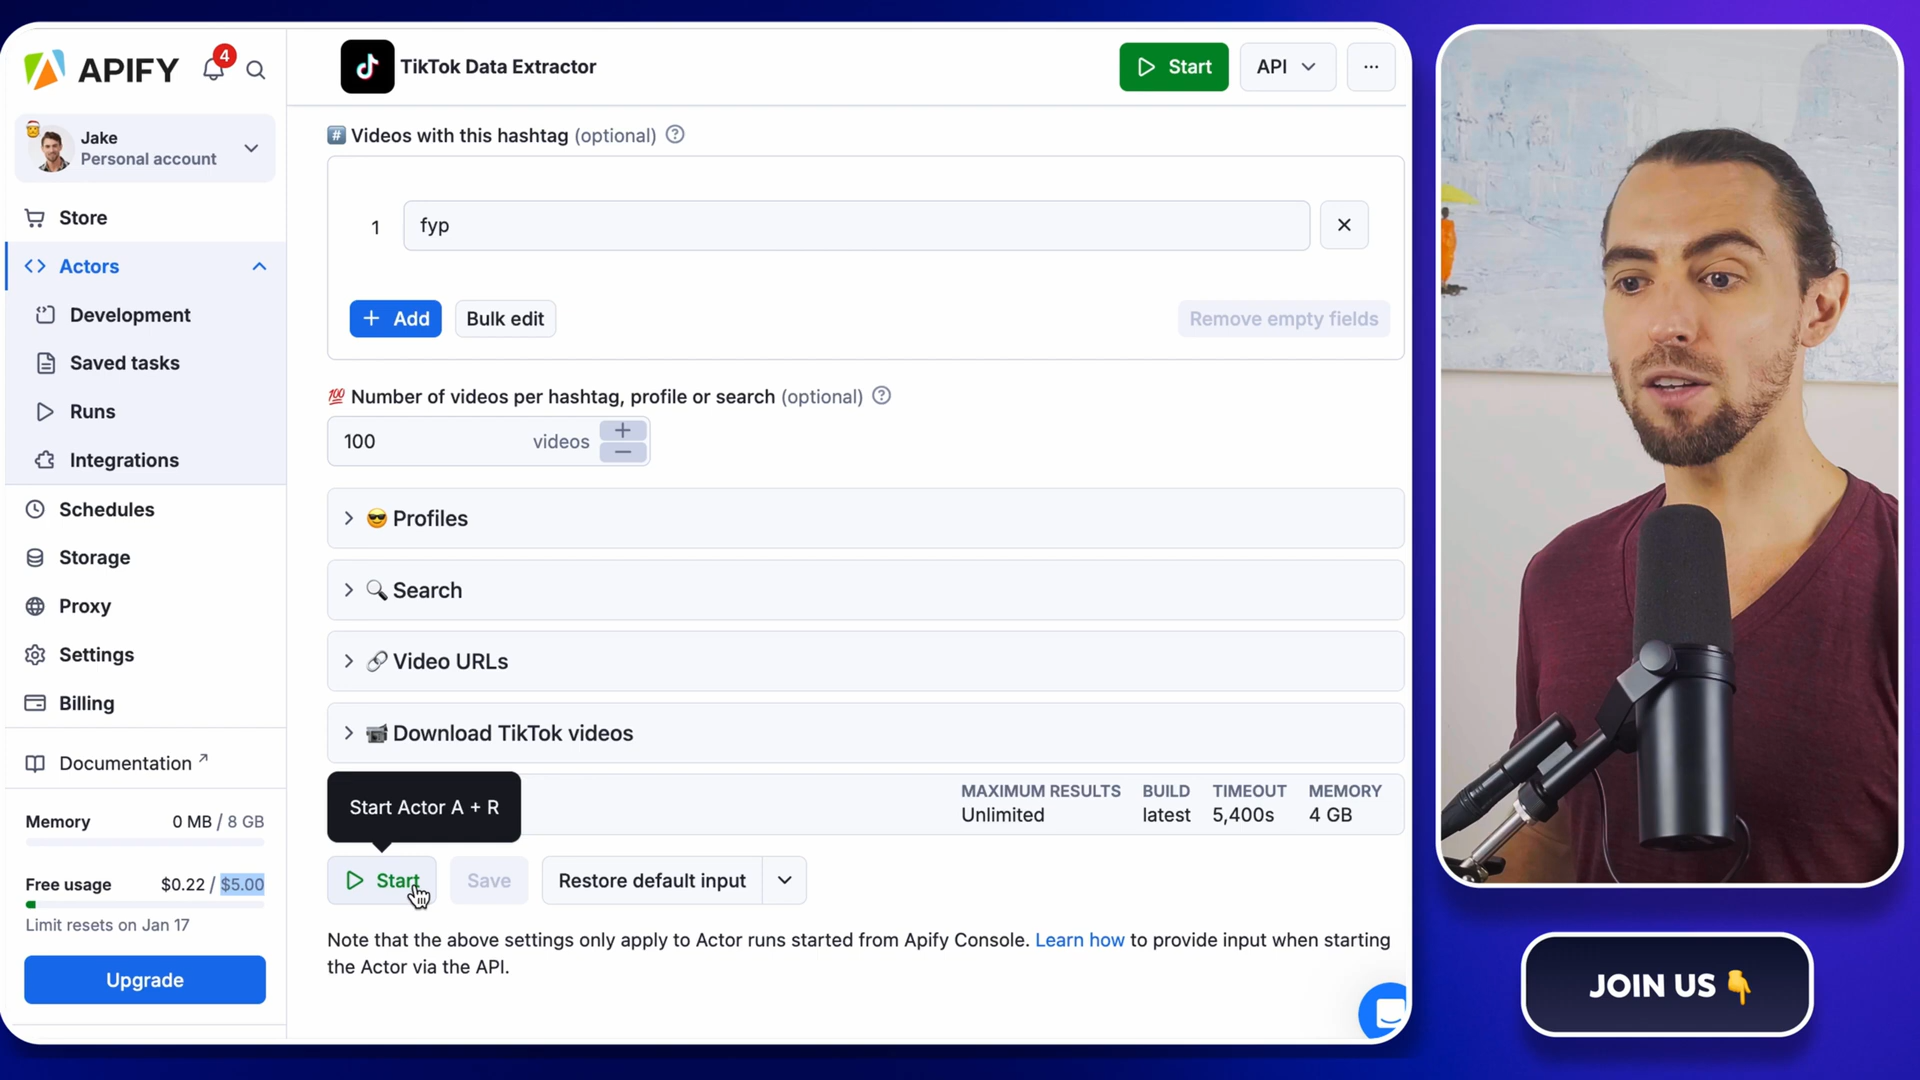 APIFY
4
Jake
Personal account
Store
Actors
Development
Saved tasks
Runs
Integrations
Schedules
Storage
Proxy
Settings
Billing
Documentation
Memory 0 MB / 8 GB
Free usage $0.22 / $5.00
Limit resets on Jan 17
Upgrade
TikTok Data Extractor
Start
API
...
# Videos with this hashtag (optional) ?
1 fyp
+ Add
Bulk edit
Remove empty fields
💯 Number of videos per hashtag, profile or search (optional) ?
100 videos + −
😎 Profiles
🔍 Search
🔗 Video URLs
📹 Download TikTok videos
Start Actor A + R
MAXIMUM RESULTS BUILD TIMEOUT MEMORY
Unlimited latest 5,400s 4 GB
Start
Save
Restore default input
Note that the above settings only apply to Actor runs started from Apify Console. Learn how to provide input when starting
the Actor via the API.
JOIN US 👇